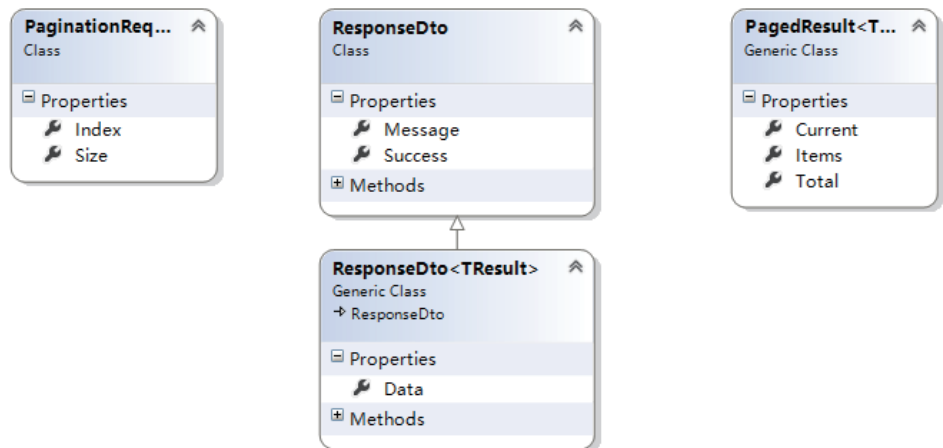 PaginationReq...
Class
Properties
Index
Size
ResponseDto
Class
Properties
Message
Success
Methods
PagedResult<T...
Generic Class
Properties
Current
Items
Total
ResponseDto<TResult>
Generic Class
ResponseDto
Properties
Data
Methods